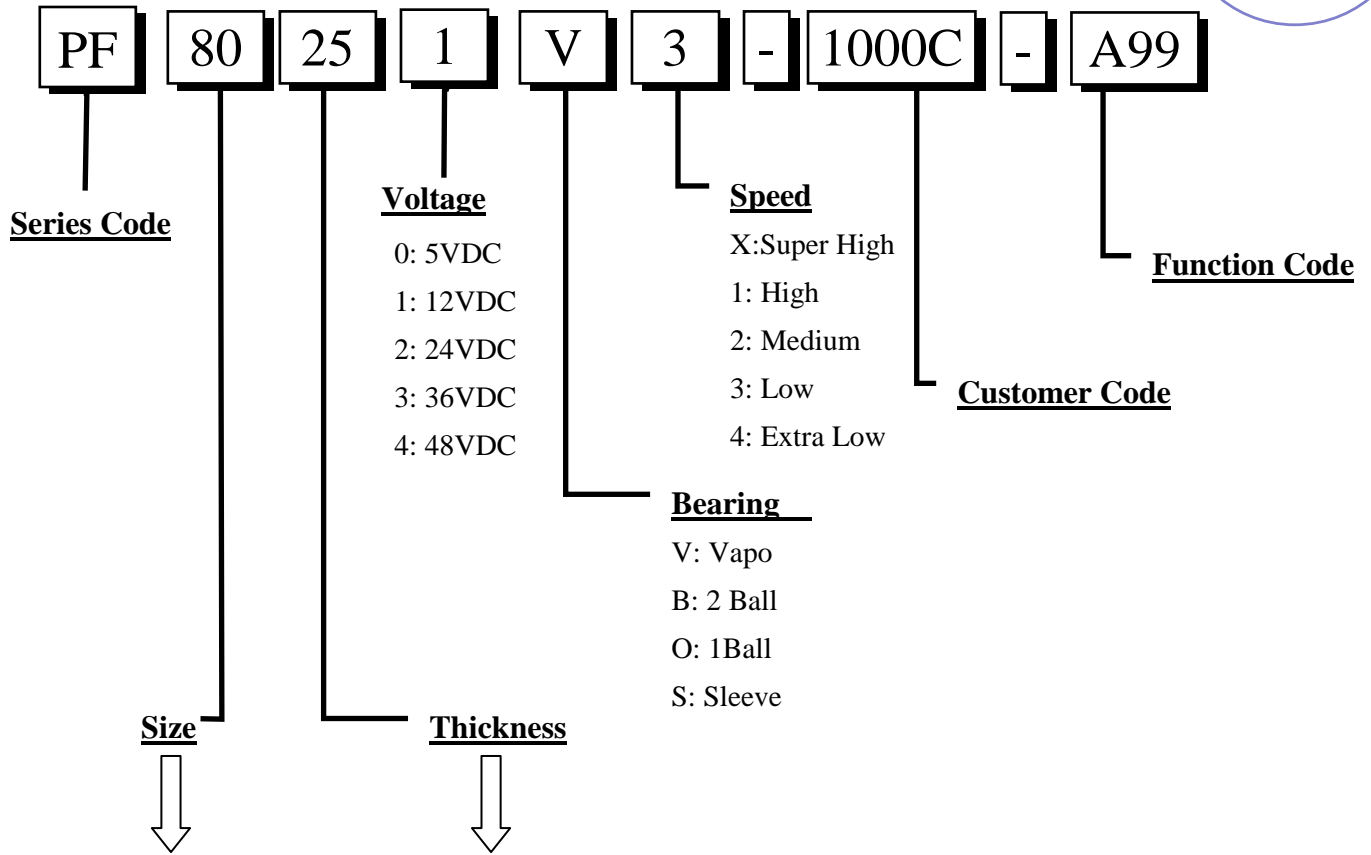 PF 80 25 1 V 3 - 1000C - A99
Series Code
Voltage
0: 5VDC
1: 12VDC
2: 24VDC
3: 36VDC
4: 48VDC
Speed
X:Super High
1: High
2: Medium
3: Low
4: Extra Low
Function Code
Customer Code
Bearing
V: Vapo
B: 2 Ball
O: 1Ball
S: Sleeve
Size
Thickness